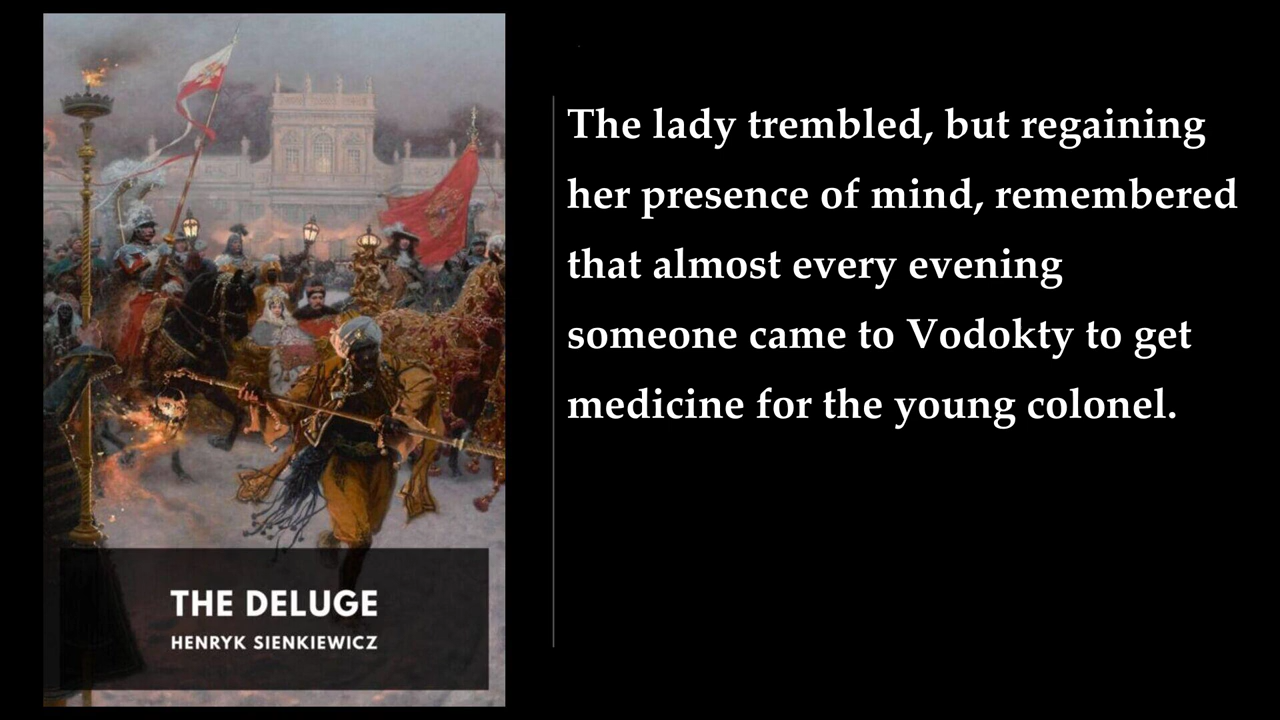 THE DELUGE
HENRYK SIENKIEWICZ
The lady trembled, but regaining
her presence of mind, remembered
that almost every evening
someone came to Vodokty to get
medicine for the young colonel.